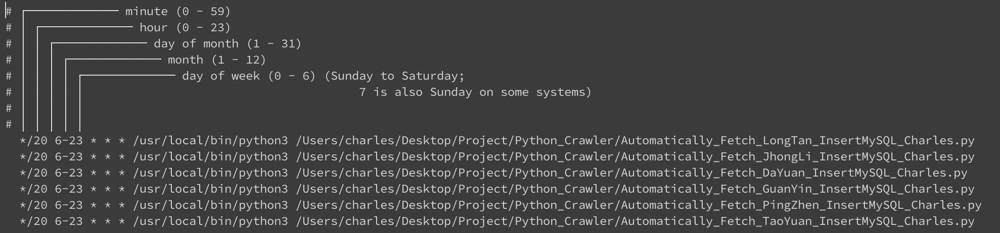 # ┌───────────── minute (0 - 59)
# │ ┌───────────── hour (0 - 23)
# │ │ ┌───────────── day of month (1 - 31)
# │ │ │ ┌───────────── month (1 - 12)
# │ │ │ │ ┌───────────── day of week (0 - 6) (Sunday to Saturday;
# │ │ │ │ │                                       7 is also Sunday on some systems)
# │ │ │ │ │
# │ │ │ │ │
  */20 6-23 * * * /usr/local/bin/python3 /Users/charles/Desktop/Project/Python_Crawler/Automatically_Fetch_LongTan_InsertMySQL_Charles.py
  */20 6-23 * * * /usr/local/bin/python3 /Users/charles/Desktop/Project/Python_Crawler/Automatically_Fetch_JhongLi_InsertMySQL_Charles.py
  */20 6-23 * * * /usr/local/bin/python3 /Users/charles/Desktop/Project/Python_Crawler/Automatically_Fetch_DaYuan_InsertMySQL_Charles.py
  */20 6-23 * * * /usr/local/bin/python3 /Users/charles/Desktop/Project/Python_Crawler/Automatically_Fetch_GuanYin_InsertMySQL_Charles.py
  */20 6-23 * * * /usr/local/bin/python3 /Users/charles/Desktop/Project/Python_Crawler/Automatically_Fetch_PingZhen_InsertMySQL_Charles.py
  */20 6-23 * * * /usr/local/bin/python3 /Users/charles/Desktop/Project/Python_Crawler/Automatically_Fetch_TaoYuan_InsertMySQL_Charles.py